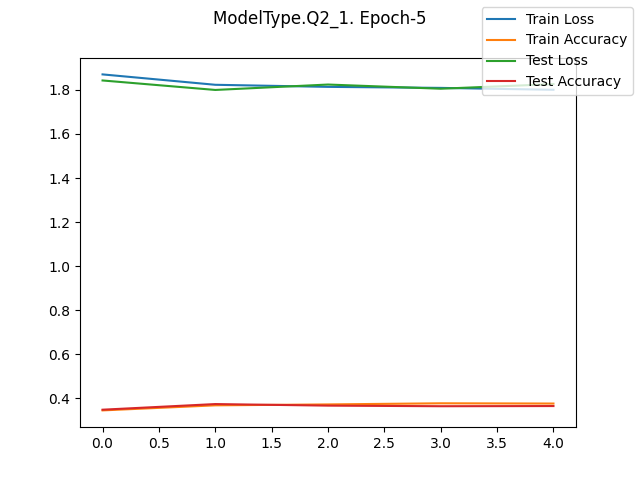 ModelType.Q2_1. Epoch-5
Train Loss
Train Accuracy
Test Loss
Test Accuracy
1.8
1.6
1.4
1.2
1.0
0.8
0.6
0.4
0.0 0.5 1.0 1.5 2.0 2.5 3.0 3.5 4.0